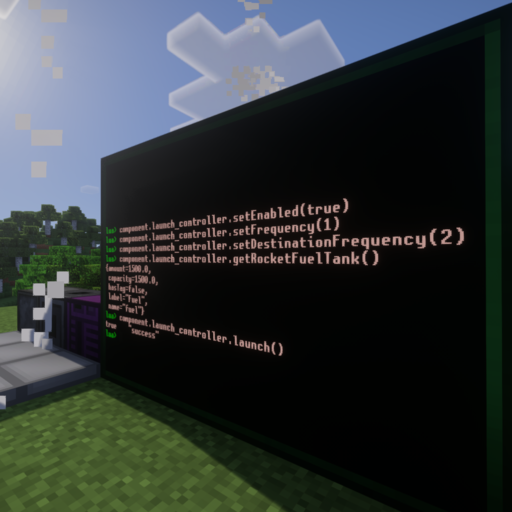 lua> component.launch_controller.setEnabled(true)
lua> component.launch_controller.setFrequency(1)
lua> component.launch_controller.setDestinationFrequency(2)
lua> component.launch_controller.getRocketFuelTank()
{amount=1500.0,
capacity=1500.0,
hasTag=false,
label="Fuel",
name="fuel"}
lua> component.launch_controller.launch()
true "success"
lua>